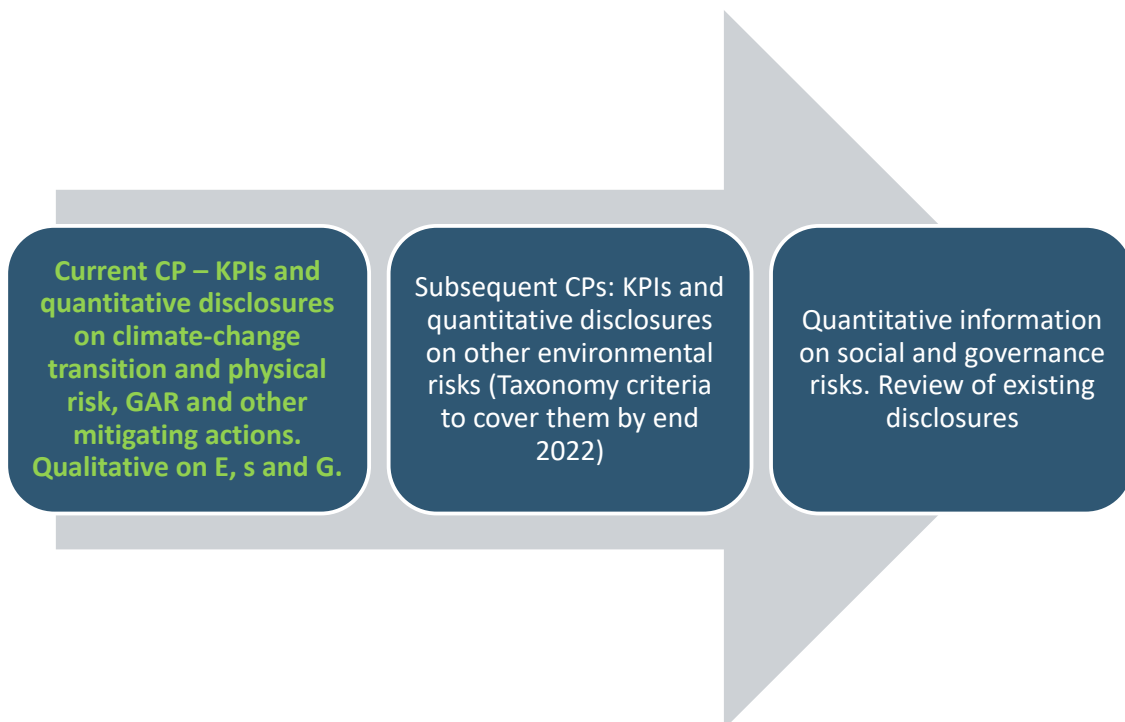 Current CP – KPIs and
quantitative disclosures
on climate-change
transition and physical
risk, GAR and other
mitigating actions.
Qualitative on E, s and G.
Subsequent CPs: KPIs and
quantitative disclosures
on other environmental
risks (Taxonomy criteria
to cover them by end
2022)
Quantitative information
on social and governance
risks. Review of existing
disclosures